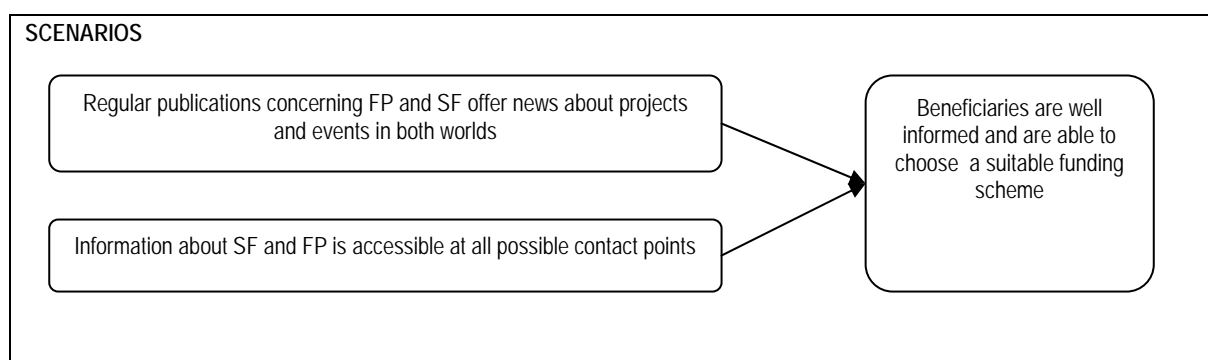 SCENARIOS
Regular publications concerning FP and SF offer news about projects
and events in both worlds
Information about SF and FP is accessible at all possible contact points
Beneficiaries are well
informed and are able to
choose a suitable funding
scheme